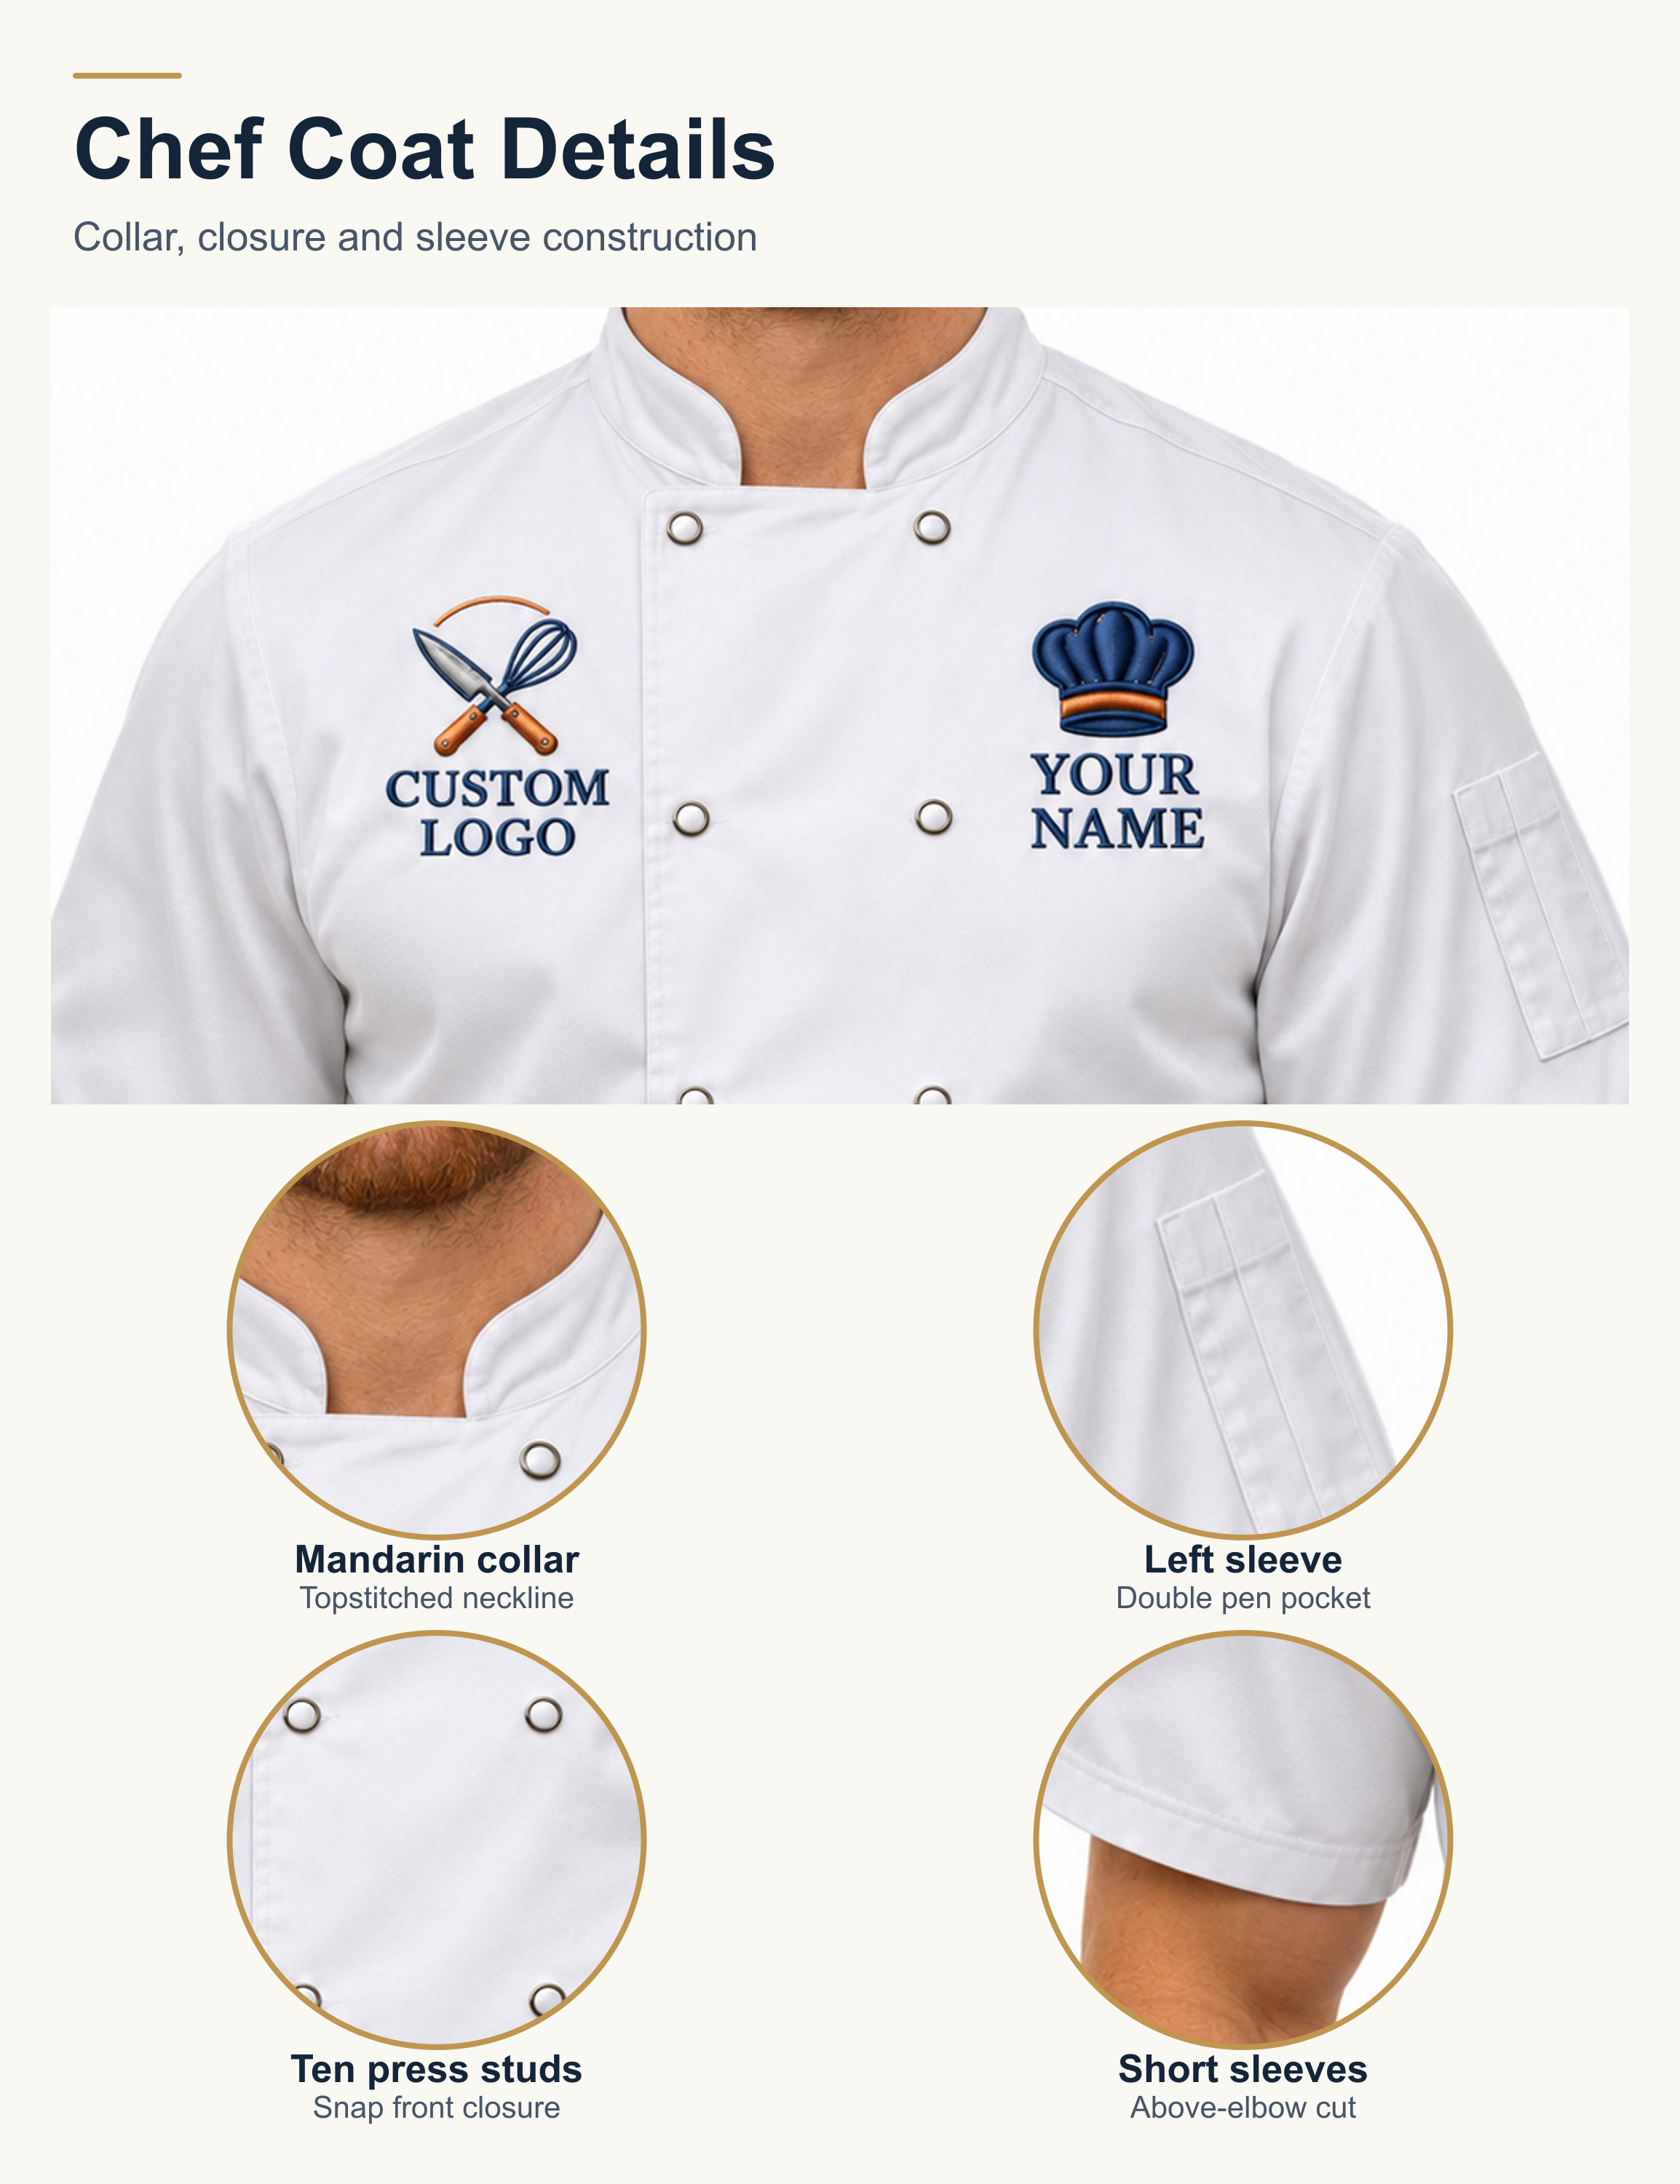 Chef Coat Details
Collar, closure and sleeve construction
CUSTOM
LOGO
YOUR
NAME
Mandarin collar
Topstitched neckline
Left sleeve
Double pen pocket
Ten press studs
Snap front closure
Short sleeves
Above-elbow cut